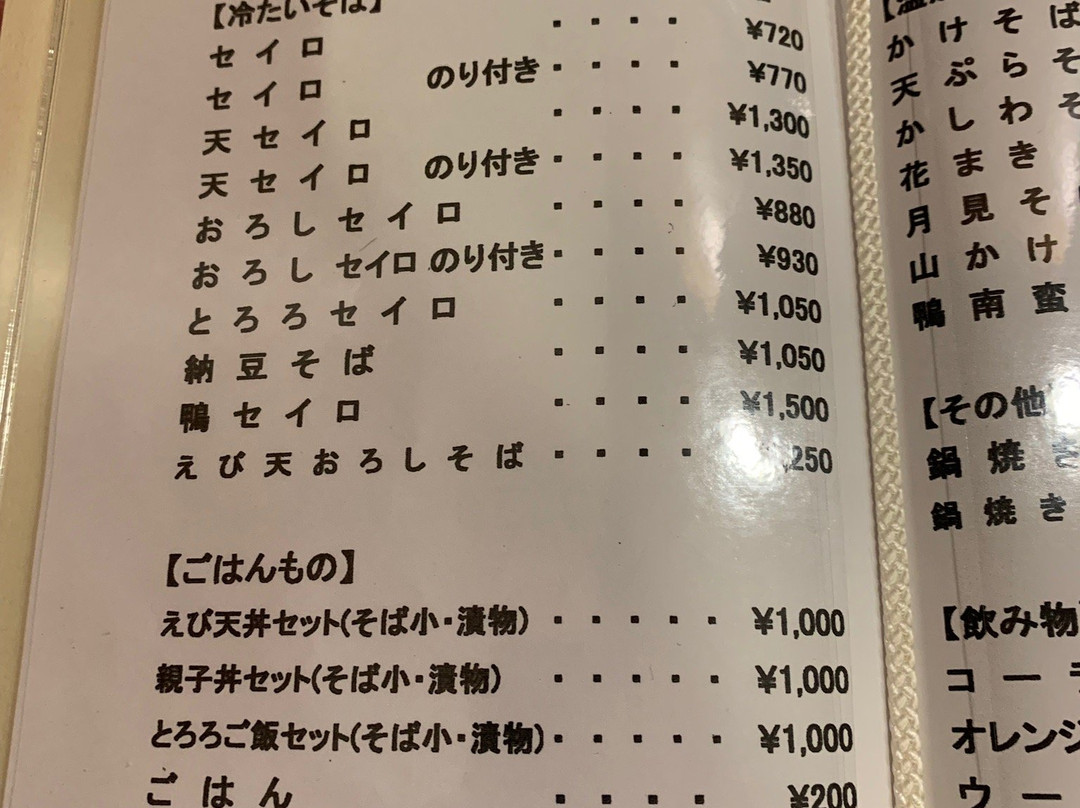 【冷たいそば】
セイロ ・・・・ ¥720
セイロ のり付き ・・・・ ¥770
天セイロ ・・・・ ¥1,300
天セイロ のり付き ・・・・ ¥1,350
おろしセイロ ・・・・ ¥880
おろしセイロ のり付き ・・・・ ¥930
とろろセイロ ・・・・ ¥1,050
納豆そば ・・・・ ¥1,050
鴨セイロ ・・・・ ¥1,500
えび天おろしそば ・・・・ 250
【ごはんもの】
えび天丼セット(そば小・漬物) ・・・・・ ¥1,000
親子丼セット(そば小・漬物) ・・・・・ ¥1,000
とろろご飯セット(そば小・漬物) ・・・・・ ¥1,000
ごはん ・・・・ ¥200
かけそば
天ぷらそ
かしわそ
花まき
月見そ
山かけ
鴨南蛮
【その他
鍋焼き
鍋焼き
【飲み物
コー
オレンジ
ウー